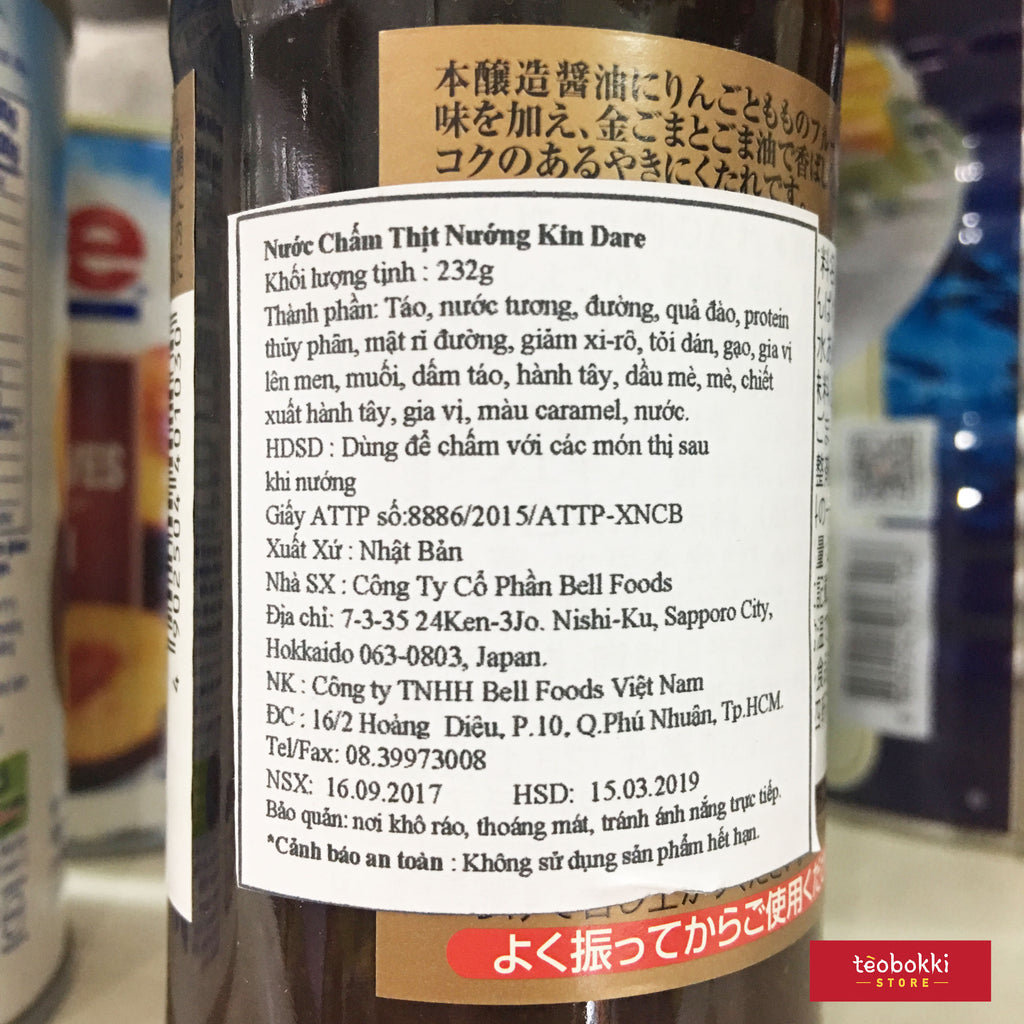 本醸造醤油にりんごともものフルー
味を加え、金ごまとごま油で香ばし
コクのあるやきにくたれです。
Nước Chấm Thịt Nướng Kin Dare
Khối lượng tịnh : 232g
Thành phần: Táo, nước tương, đường, quả đào, protein
thủy phân, mật rỉ đường, giấm xi-rô, tỏi dán, gạo, gia vị
lên men, muối, dấm táo, hành tây, dầu mè, mè, chiết
xuất hành tây, gia vị, màu caramel, nước.
HDSD : Dùng để chấm với các món thị sau
khi nướng
Giấy ATTP số:8886/2015/ATTP-XNCB
Xuất Xứ : Nhật Bản
Nhà SX : Công Ty Cổ Phần Bell Foods
Địa chỉ: 7-3-35 24Ken-3Jo. Nishi-Ku, Sapporo City,
Hokkaido 063-0803, Japan.
NK : Công ty TNHH Bell Foods Việt Nam
ĐC : 16/2 Hoàng Diêu, P.10, Q.Phú Nhuận, Tp.HCM.
Tel/Fax: 08.39973008
NSX: 16.09.2017 HSD: 15.03.2019
Bảo quản: nơi khô ráo, thoáng mát, tránh ánh nắng trực tiếp.
*Cảnh báo an toàn : Không sử dụng sản phẩm hết hạn.
よく振ってからご使用くだ
4 902504 401030
tèobokki
STORE